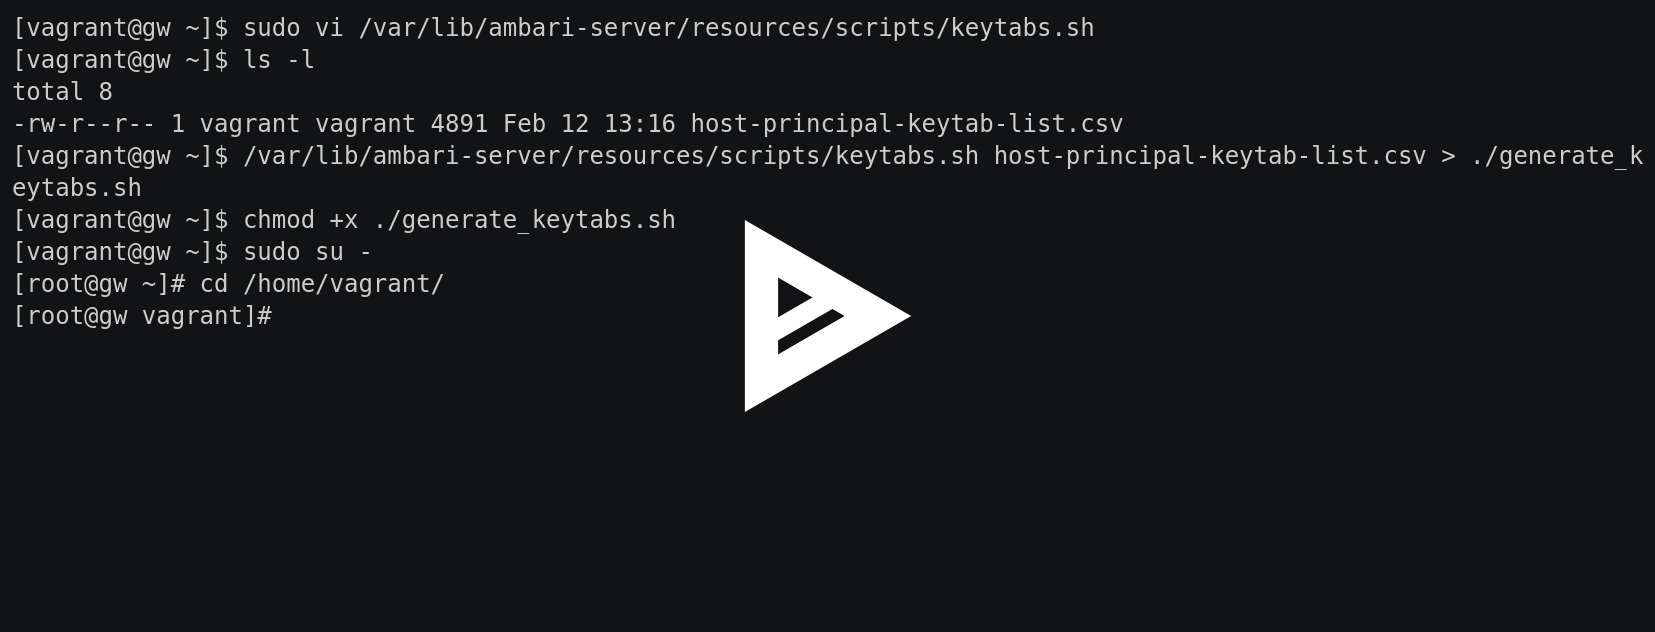 [vagrant@gw ~]$ sudo vi /var/lib/ambari-server/resources/scripts/keytabs.sh
[vagrant@gw ~]$ ls -l
total 8
-rw-r--r-- 1 vagrant vagrant 4891 Feb 12 13:16 host-principal-keytab-list.csv
[vagrant@gw ~]$ /var/lib/ambari-server/resources/scripts/keytabs.sh host-principal-keytab-list.csv > ./generate_k
eytabs.sh
[vagrant@gw ~]$ chmod +x ./generate_keytabs.sh
[vagrant@gw ~]$ sudo su -
[root@gw ~]# cd /home/vagrant/
[root@gw vagrant]#